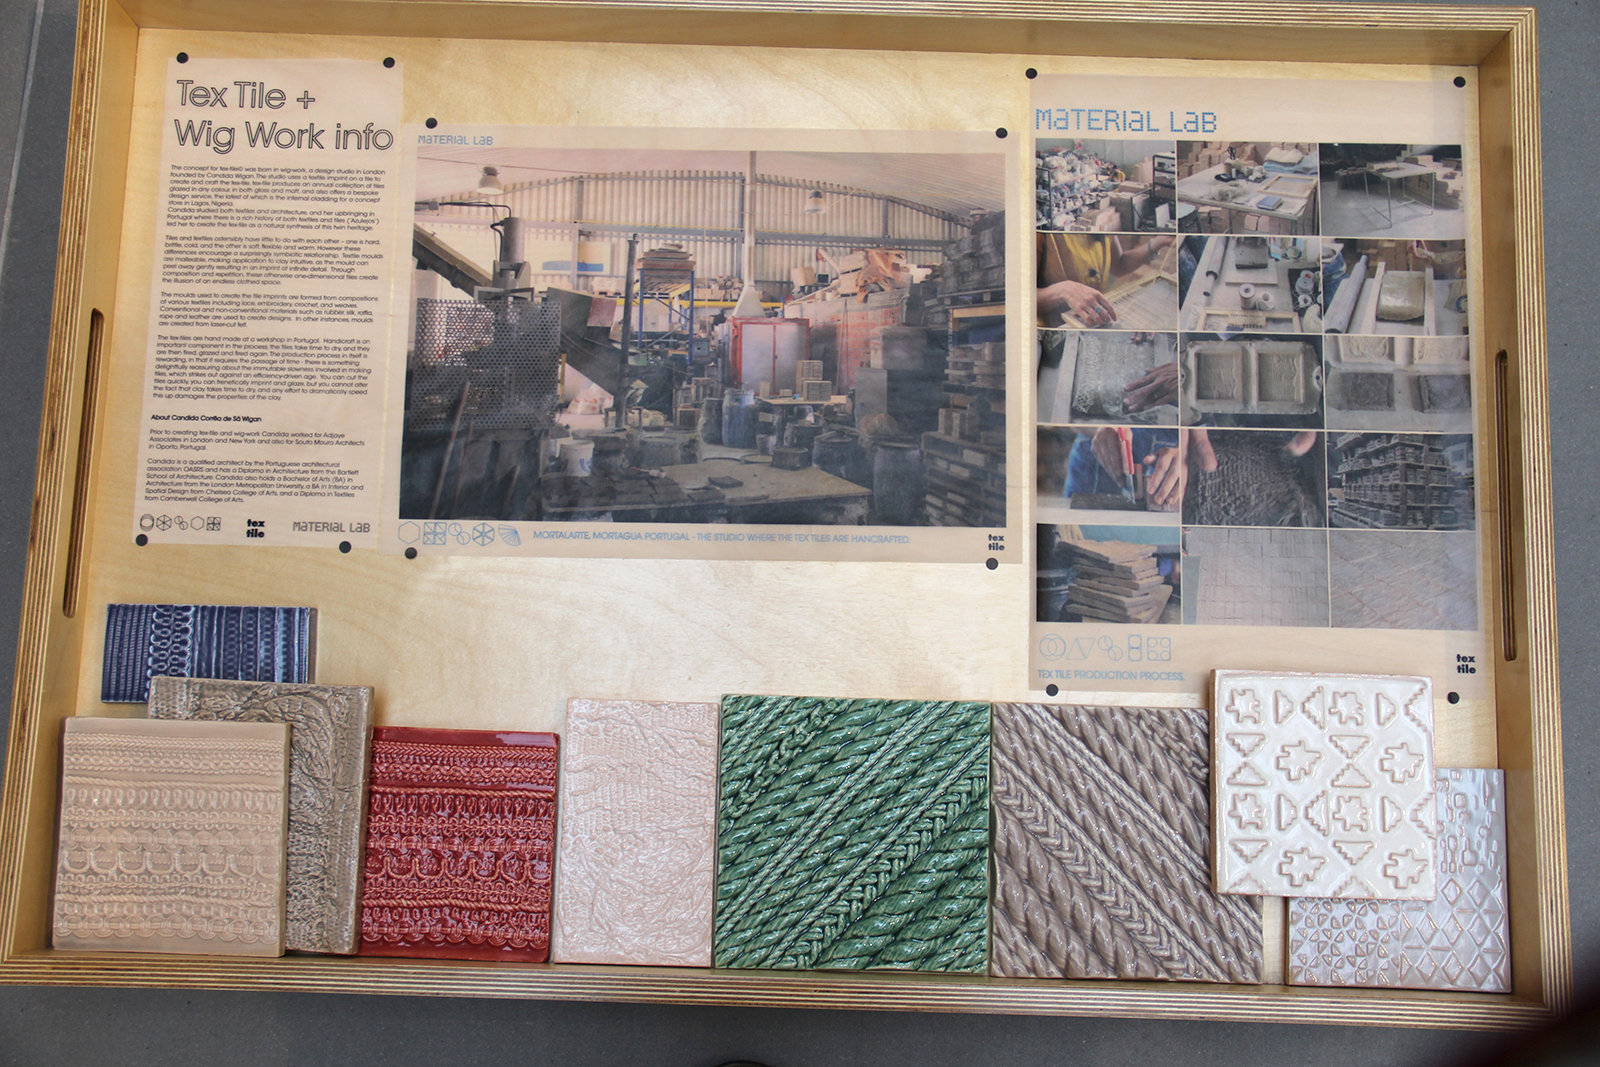 Tex Tile +
Wig Work info
The concept for tex-tile© was born in wig-work, a design studio in London
founded by Candida Wigan. The studio uses a textile imprint on a tile to
create and craft the tex-tile. tex-tile produces an annual collection of tiles
glazed in any colour, in both gloss and matt, and also offers a bespoke
design service, the latest of which is the internal cladding for a concept
store in Lagos, Nigeria.
Candida studied both textiles and architecture, and her upbringing in
Portugal where there is a rich history of both textiles and tiles ('Azulejos')
led her to create the tex-tile as a natural synthesis of this twin heritage.
Tiles and textiles ostensibly have little to do with each other - one is hard,
brittle, cold, and the other is soft, flexible and warm. However these
differences encourage a surprisingly symbiotic relationship. Textile moulds
are malleable, making application to clay intuitive, as the mould can
peel away gently resulting in an imprint of infinite detail. Through
composition and repetition, these otherwise one-dimensional tiles create
the illusion of an endless clothed space.
The moulds used to create the tile imprints are formed from compositions
of various textiles including lace, embroidery, crochet, and weaves.
Conventional and non-conventional materials such as rubber, silk, raffia,
rope and leather are used to create designs. In other instances, moulds
are created from laser-cut felt.
The tex-tiles are hand made at a workshop in Portugal. Handicraft is an
important component in the process; the tiles take time to dry, and they
are then fired, glazed and fired again. The production process in itself is
rewarding, in that it requires the passage of time - there is something
delightfully reassuring about the immutable slowness involved in making
tiles, which strikes out against an efficiency-driven age. You can cut the
tiles quickly, you can frenetically imprint and glaze, but you cannot alter
the fact that clay takes time to dry, and any effort to dramatically speed
this up damages the properties of the clay.
About Candida Corrêa de Sá Wigan
Prior to creating tex-tile and wig-work Candida worked for Adjaye
Associates in London and New York and also for Souto Moura Architects
in Oporto, Portugal.
Candida is a qualified architect by the Portuguese architectural
association OASRS and has a Diploma in Architecture from the Bartlett
School of Architecture. Candida also holds a Bachelor of Arts (BA) in
Architecture from the London Metropolitan University, a BA in Interior and
Spatial Design from Chelsea College of Arts, and a Diploma in Textiles
from Camberwell College of Arts.
tex
tile
MATERIAL LAB
MATERIAL LAB
MORTALARTE, MORTAGUA PORTUGAL - THE STUDIO WHERE THE TEX TILES ARE HANDCRAFTED.
tex
tile
MATERIAL LAB
TEX TILE PRODUCTION PROCESS.
tex
tile